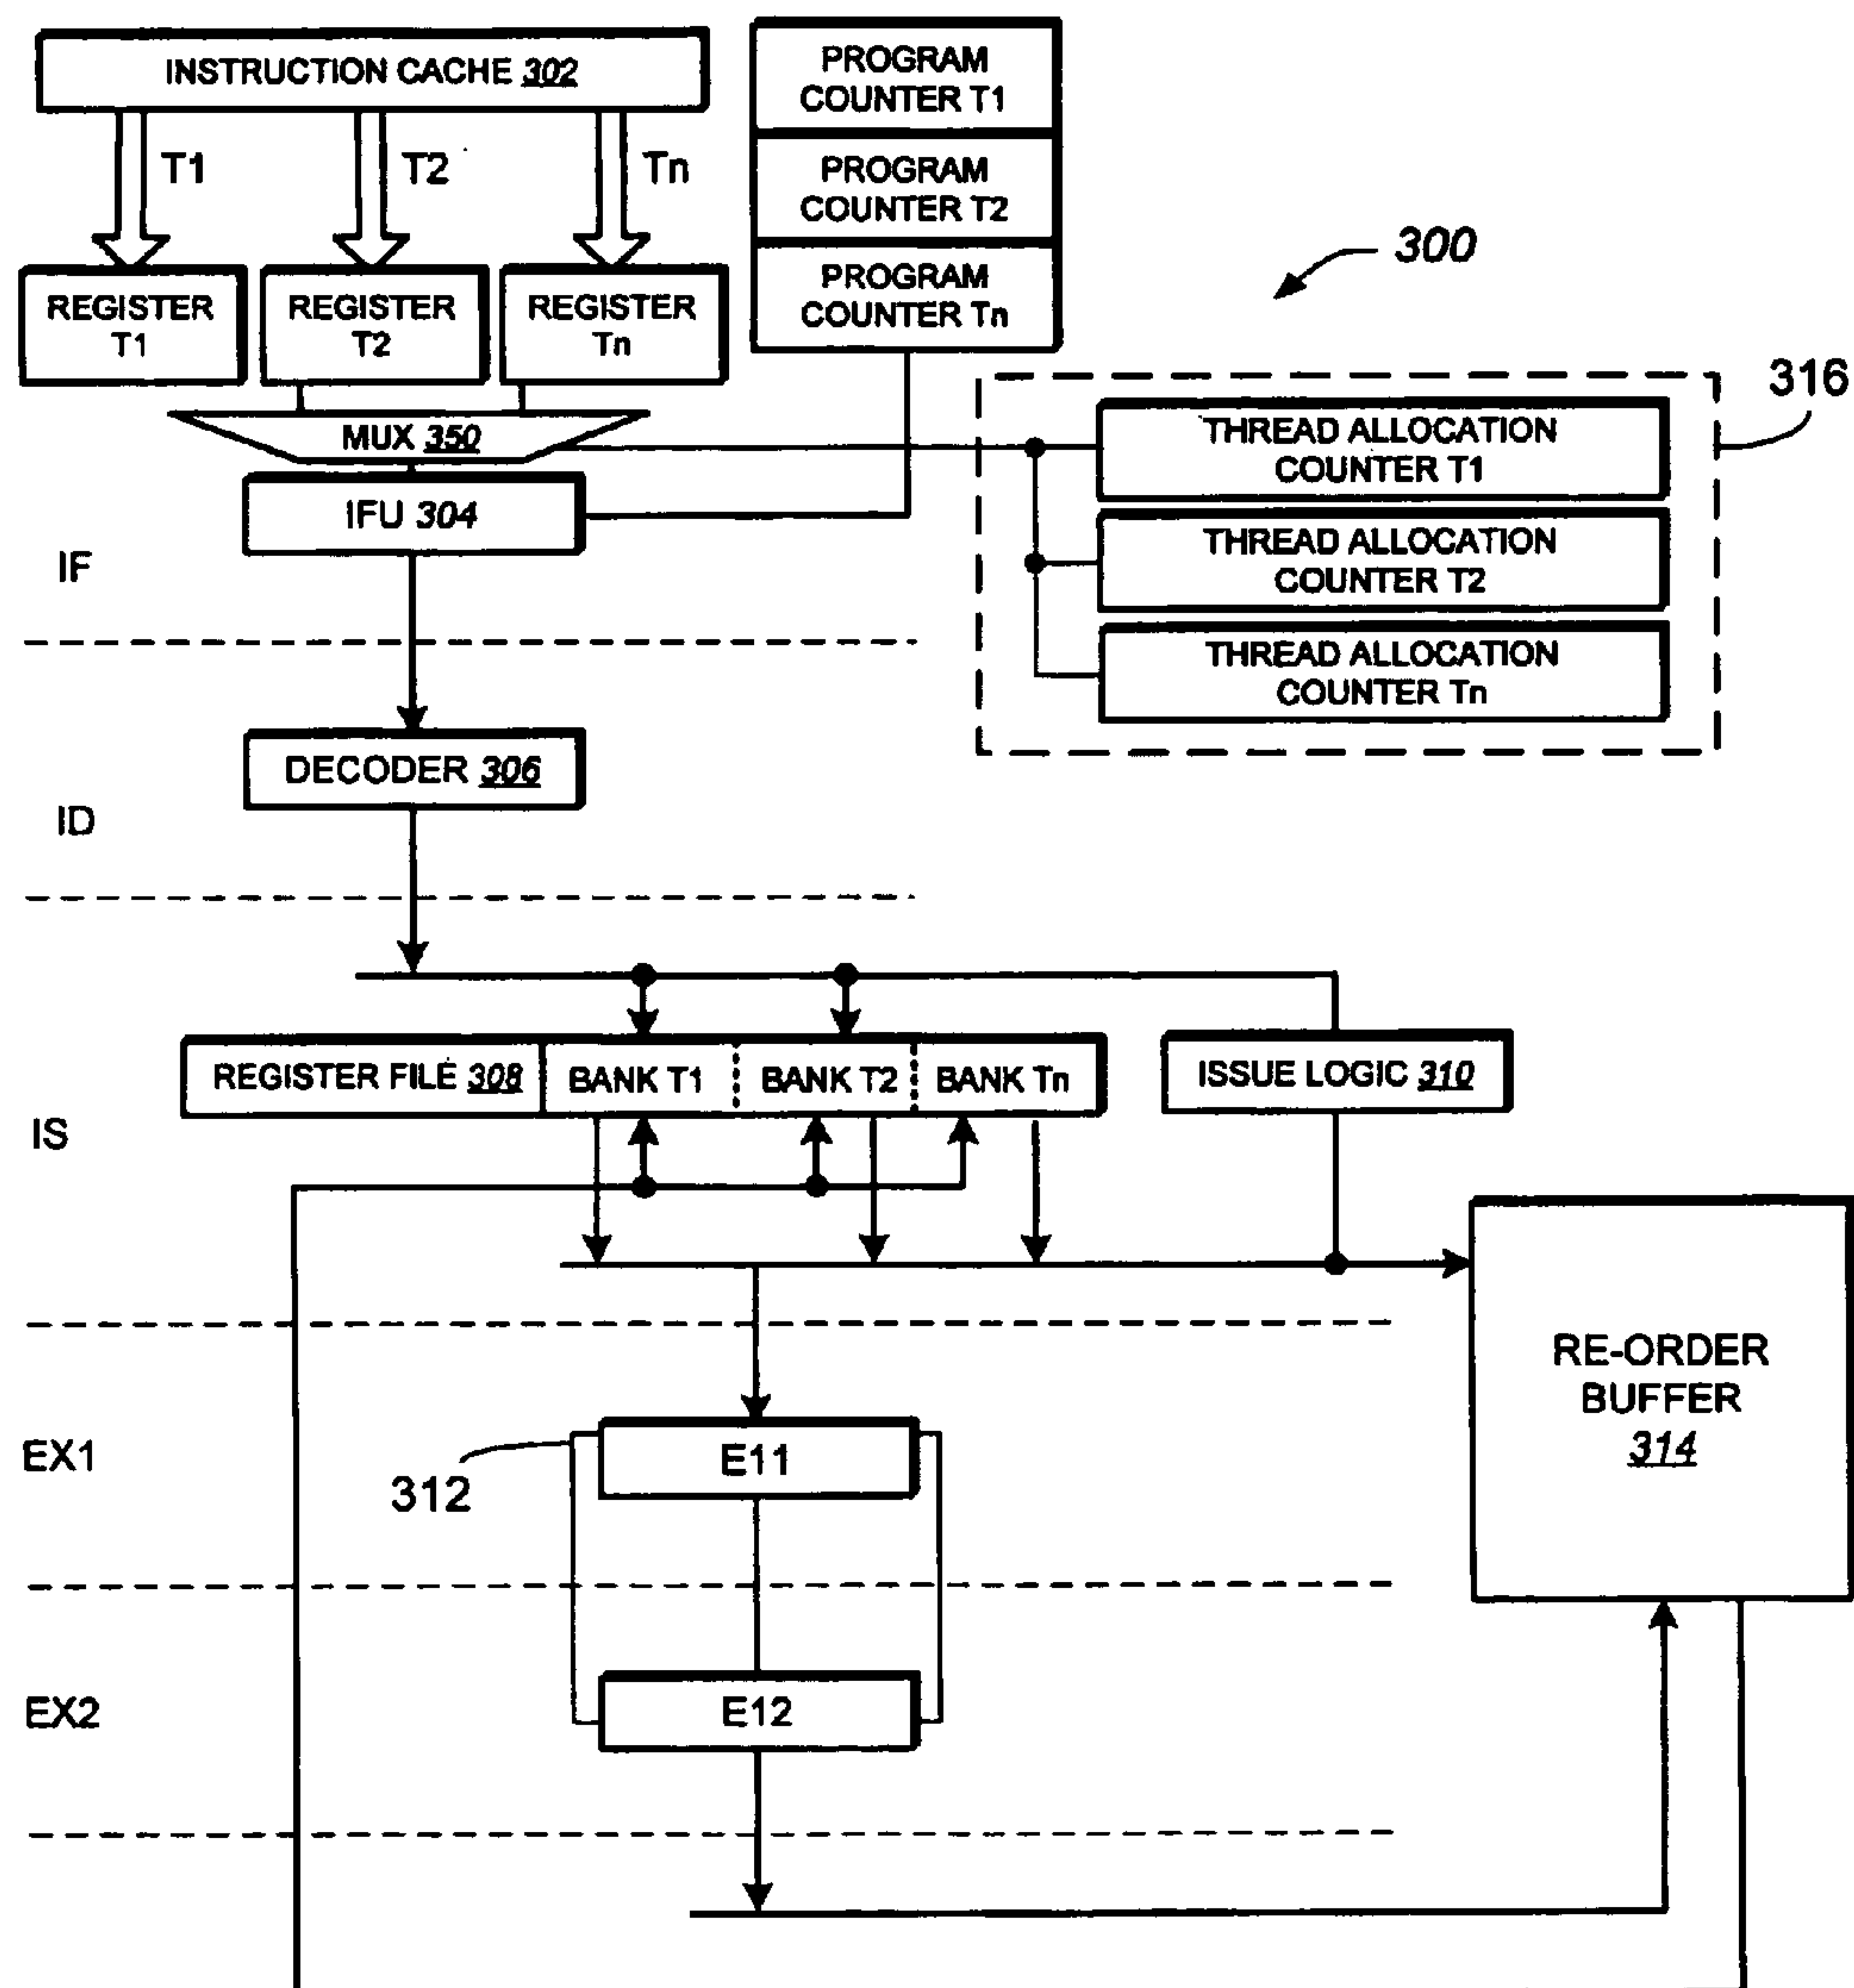 INSTRUCTION CACHE 302
PROGRAM
COUNTER T1
PROGRAM
COUNTER T2
PROGRAM
COUNTER Tn
T1
T2
Tn
300
REGISTER
T1
REGISTER
T2
REGISTER
Tn
316
MUX 350
THREAD ALLOCATION
COUNTER T1
IFU 304
IF
THREAD ALLOCATION
COUNTER T2
THREAD ALLOCATION
COUNTER Tn
DECODER 306
ID
REGISTER FILE 308
BANK T1
BANK T2
BANK Tn
ISSUE LOGIC 310
IS
RE-ORDER
BUFFER
314
EX1
E11
312
EX2
E12